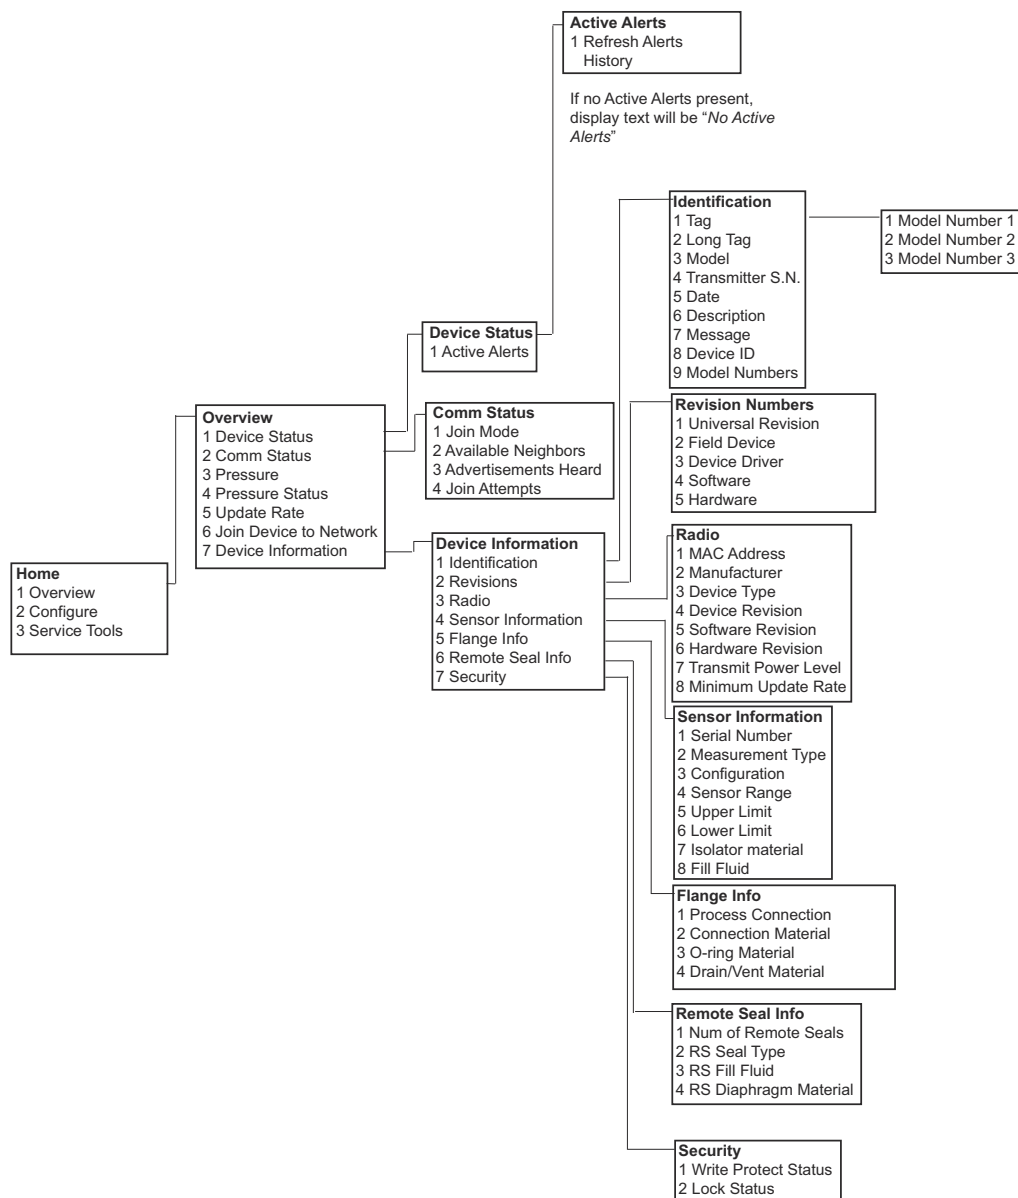 Active Alerts
1 Refresh Alerts
History
If no Active Alerts present,
display text will be “No Active
Alerts”
Identification
1 Tag
2 Long Tag
3 Model
4 Transmitter S.N.
5 Date
6 Description
7 Message
8 Device ID
9 Model Numbers
1 Model Number 1
2 Model Number 2
3 Model Number 3
Device Status
1 Active Alerts
Overview
1 Device Status
2 Comm Status
3 Pressure
4 Pressure Status
5 Update Rate
6 Join Device to Network
7 Device Information
Comm Status
1 Join Mode
2 Available Neighbors
3 Advertisements Heard
4 Join Attempts
Revision Numbers
1 Universal Revision
2 Field Device
3 Device Driver
4 Software
5 Hardware
Home
1 Overview
2 Configure
3 Service Tools
Device Information
1 Identification
2 Revisions
3 Radio
4 Sensor Information
5 Flange Info
6 Remote Seal Info
7 Security
Radio
1 MAC Address
2 Manufacturer
3 Device Type
4 Device Revision
5 Software Revision
6 Hardware Revision
7 Transmit Power Level
8 Minimum Update Rate
Sensor Information
1 Serial Number
2 Measurement Type
3 Configuration
4 Sensor Range
5 Upper Limit
6 Lower Limit
7 Isolator material
8 Fill Fluid
Flange Info
1 Process Connection
2 Connection Material
3 O-ring Material
4 Drain/Vent Material
Remote Seal Info
1 Num of Remote Seals
2 RS Seal Type
3 RS Fill Fluid
4 RS Diaphragm Material
Security
1 Write Protect Status
2 Lock Status